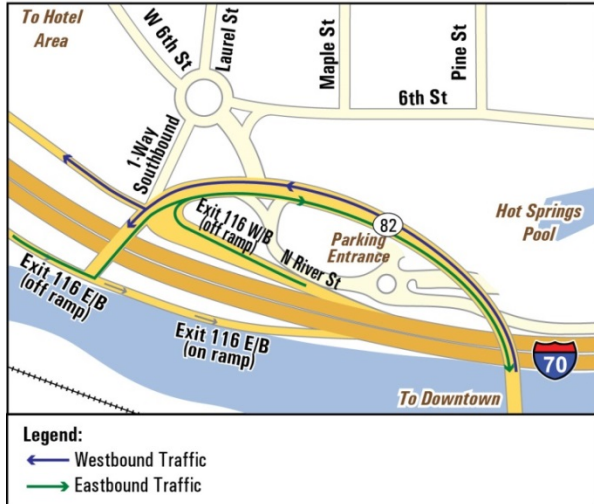 To Hotel
Area
W 6th St
Laurel St
Maple St
Pine St
6th St
1-Way
Southbound
Exit 116 W/B
(off ramp)
82
Hot Springs
Pool
Parking
Entrance
N River St
Exit 116 E/B
(off ramp)
Exit 116 E/B
(on ramp)
70
To Downtown
Legend:
Westbound Traffic
Eastbound Traffic